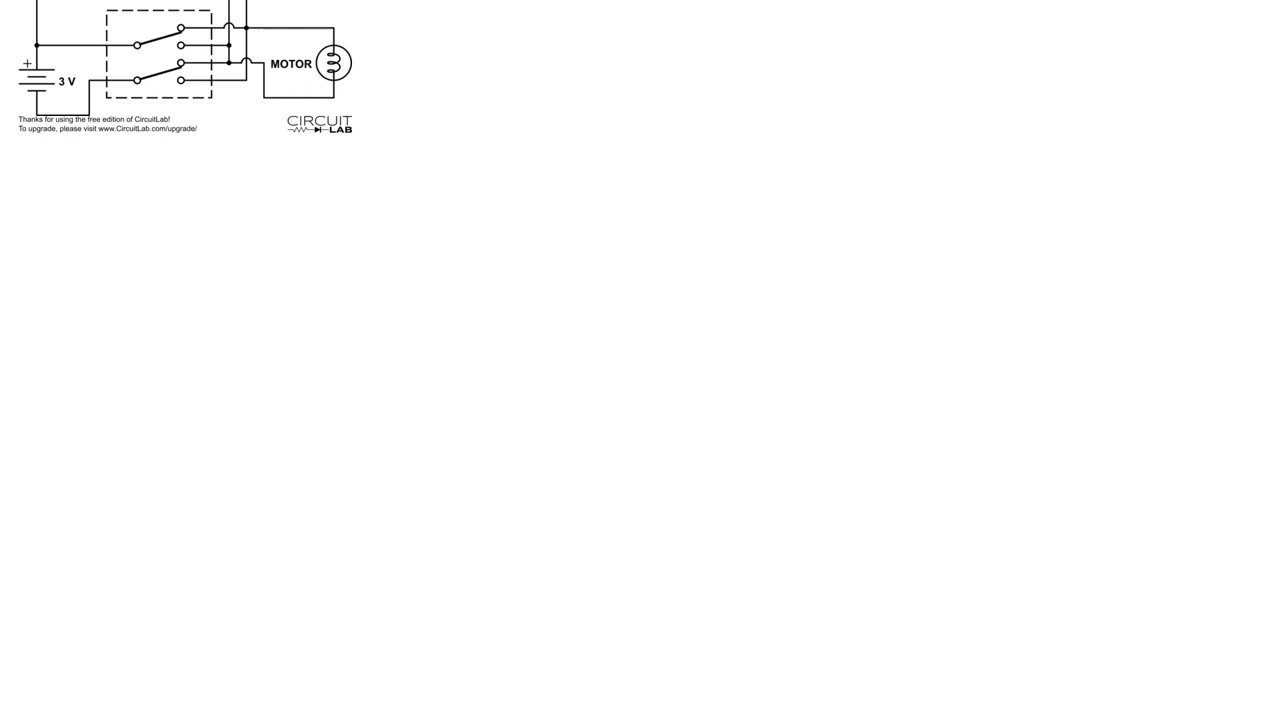 +
3 V
MOTOR
Thanks for using the free edition of CircuitLab!
To upgrade, please visit www.CircuitLab.com/upgrade/
CIRCUIT
LAB